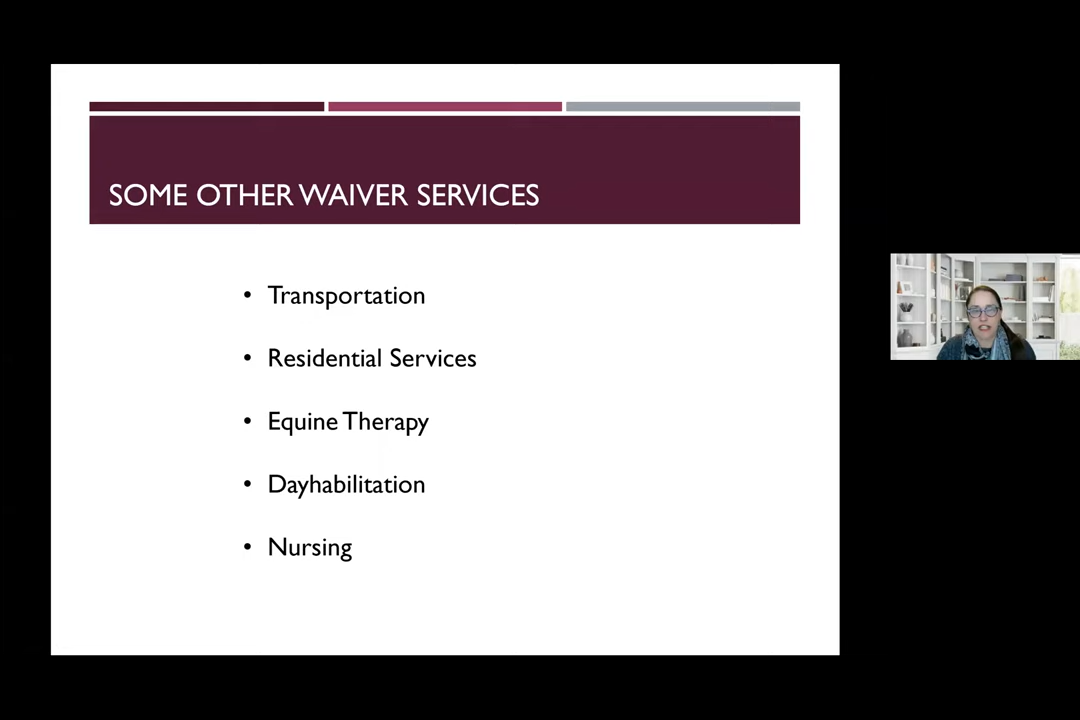 SOME OTHER WAIVER SERVICES
• Transportation
• Residential Services
• Equine Therapy
• Dayhabilitation
• Nursing